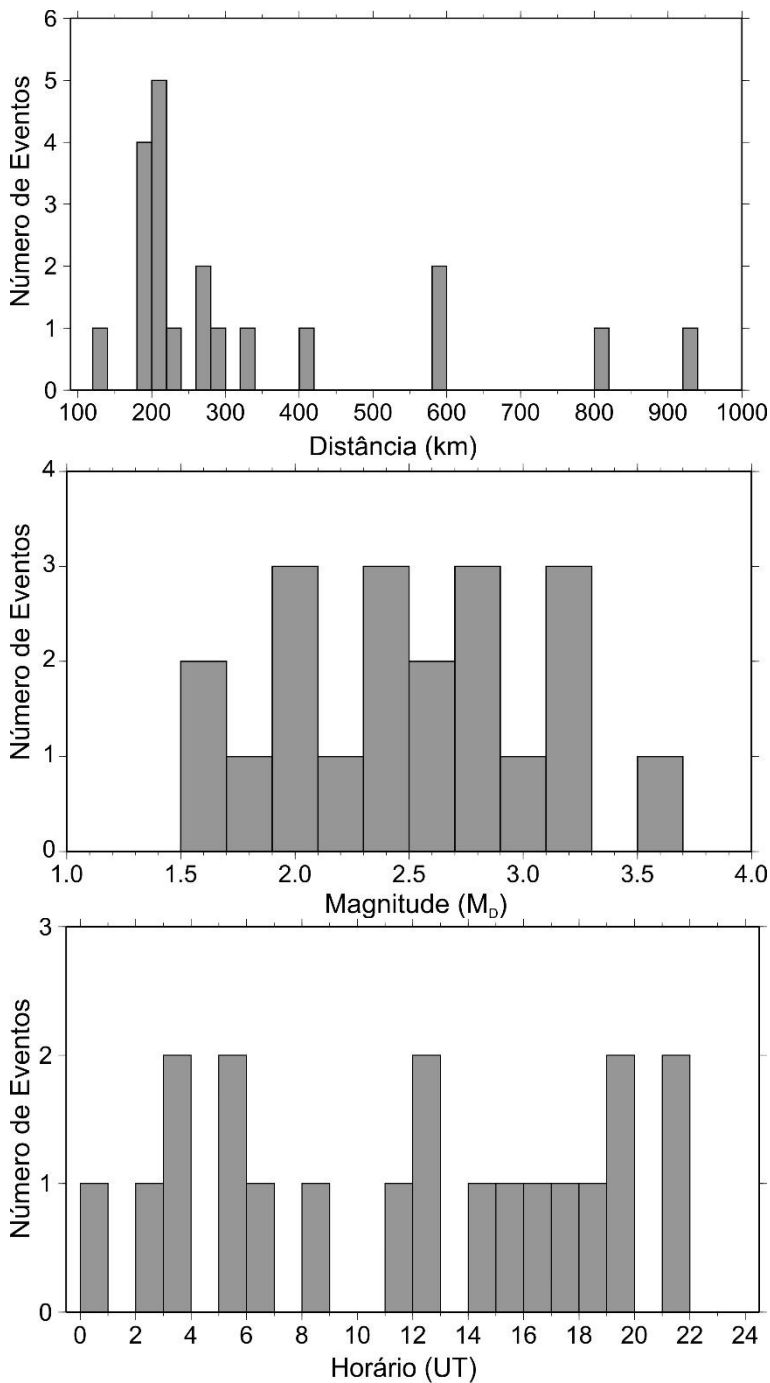 Número de Eventos
6
5
4
3
2
1
0
100 200 300 400 500 600 700 800 900 1000
Distância (km)
Número de Eventos
4
3
2
1
0
1.0 1.5 2.0 2.5 3.0 3.5 4.0
Magnitude (M_D)
Número de Eventos
3
2
1
0
0 2 4 6 8 10 12 14 16 18 20 22 24
Horário (UT)